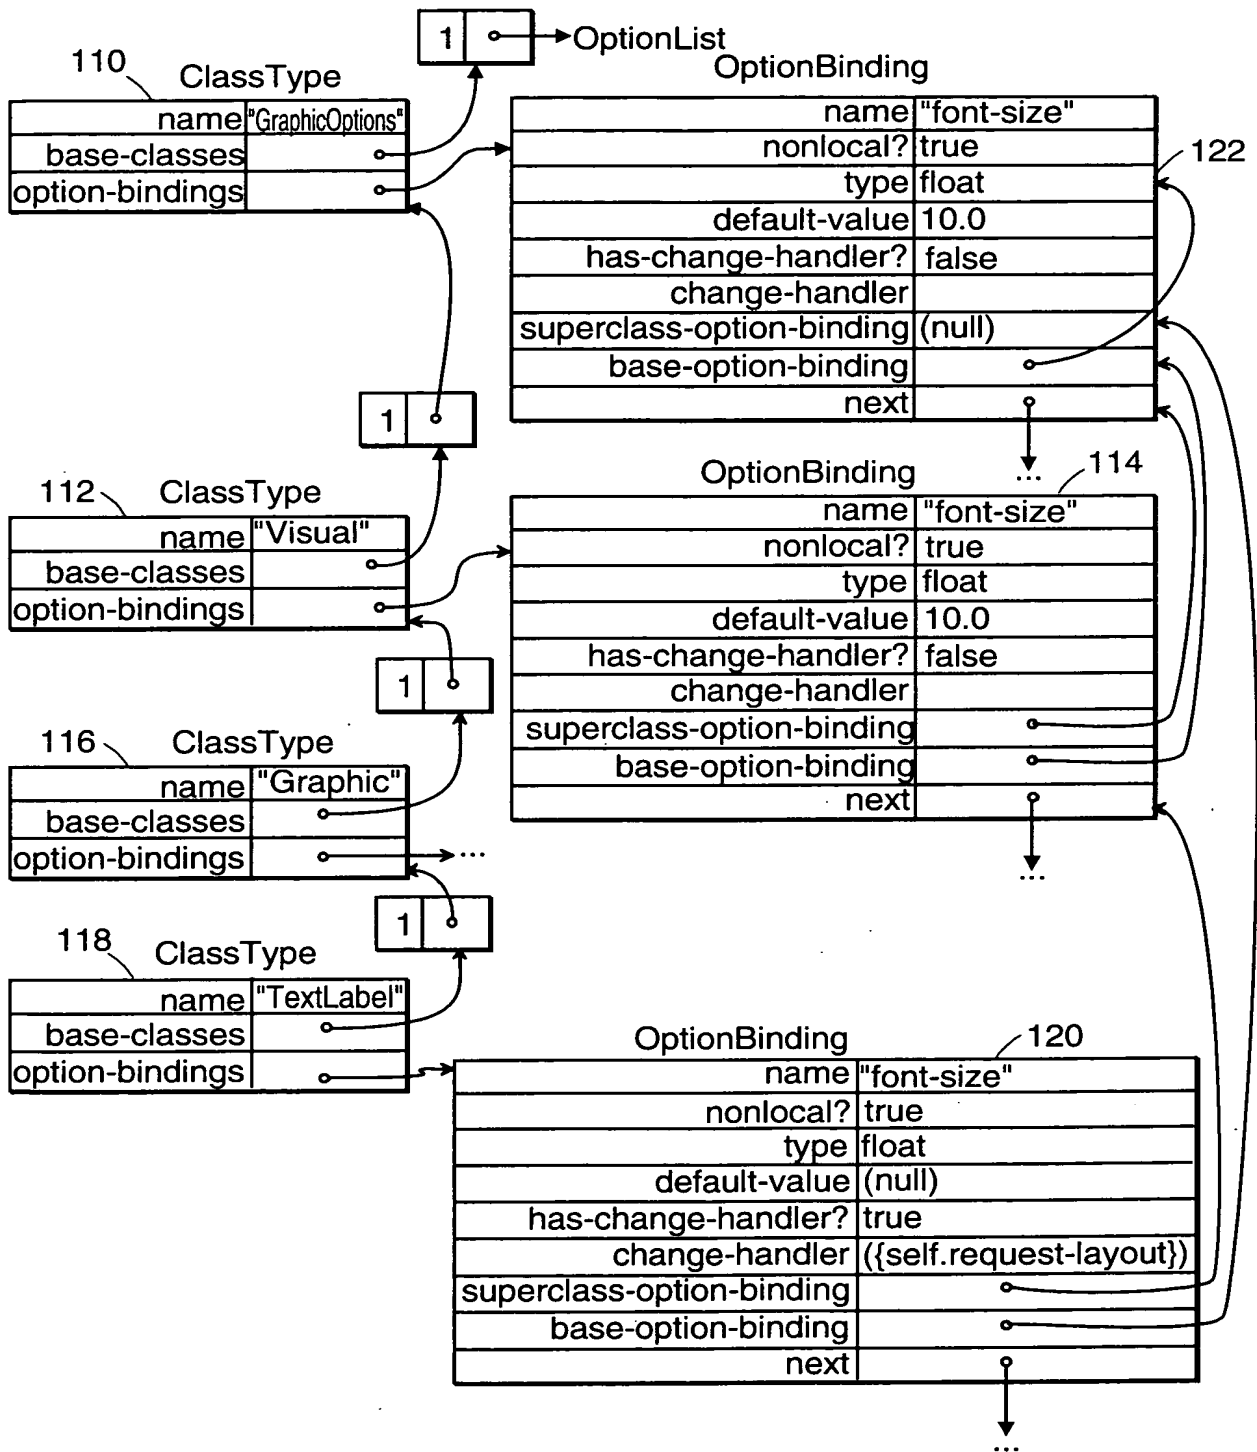 1 OptionList
110 ClassType
name "GraphicOptions"
base-classes
option-bindings
OptionBinding
name "font-size"
nonlocal? true
type float
default-value 10.0
has-change-handler? false
change-handler
superclass-option-binding (null)
base-option-binding
next
...
122
1
112 ClassType
name "Visual"
base-classes
option-bindings
OptionBinding 114
name "font-size"
nonlocal? true
type float
default-value 10.0
has-change-handler? false
change-handler
superclass-option-binding
base-option-binding
next
...
1
116 ClassType
name "Graphic"
base-classes
option-bindings ...
1
118 ClassType
name "TextLabel"
base-classes
option-bindings
OptionBinding 120
name "font-size"
nonlocal? true
type float
default-value (null)
has-change-handler? true
change-handler ({self.request-layout})
superclass-option-binding
base-option-binding
next
...